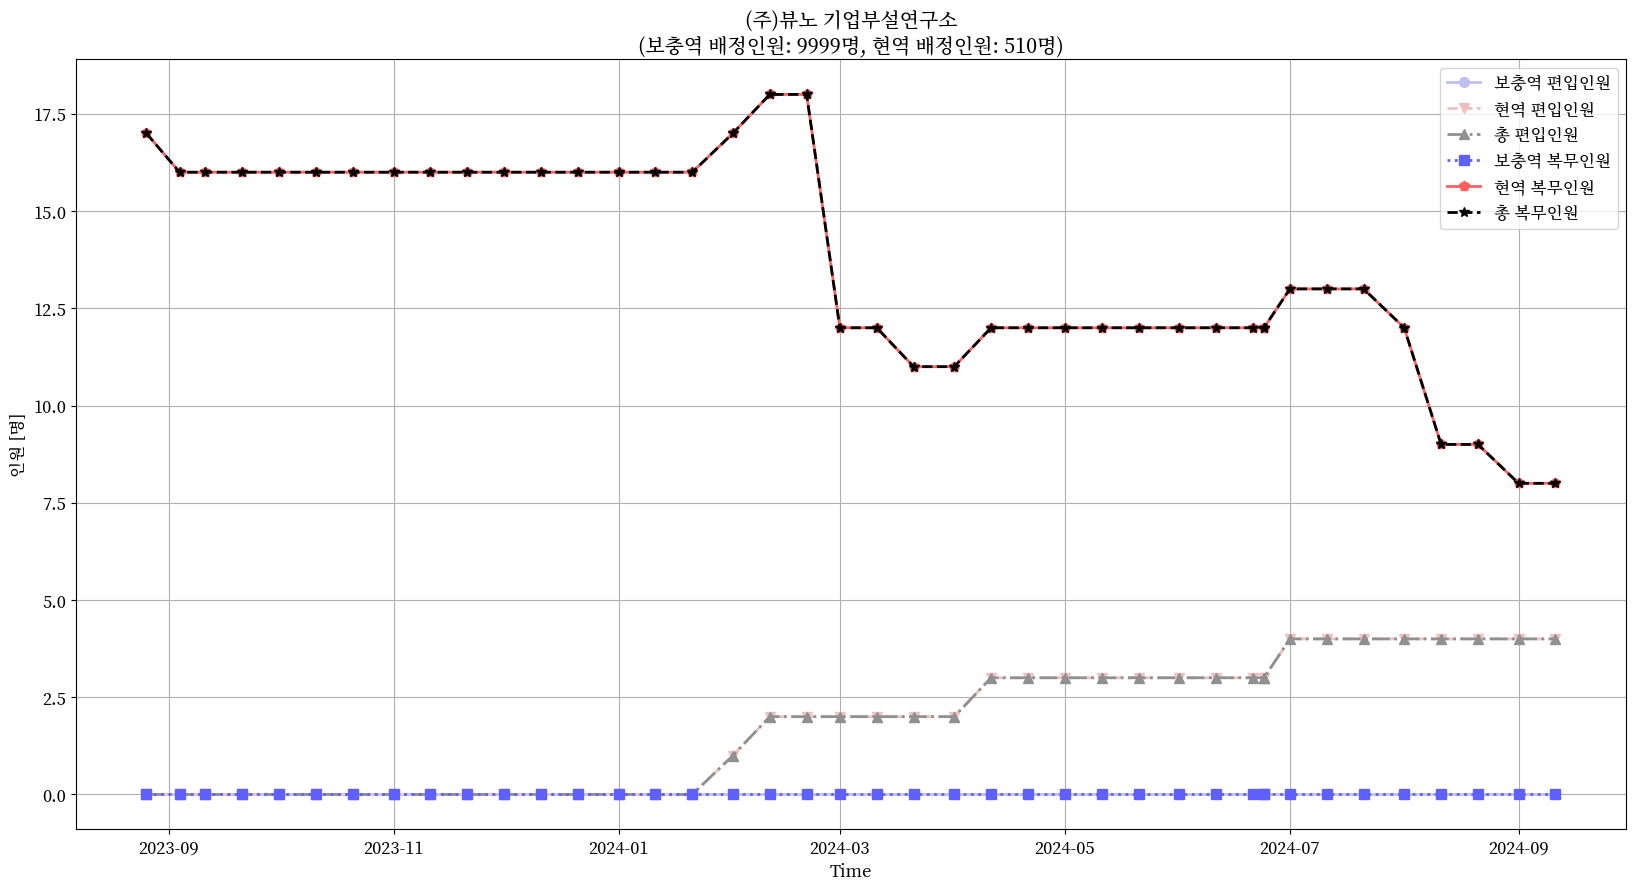 (주)뷰노 기업부설연구소
(보충역 배정인원: 9999명, 현역 배정인원: 510명)
보충역 편입인원
현역 편입인원
총 편입인원
보충역 복무인원
현역 복무인원
총 복무인원
인원 [명]
17.5
15.0
12.5
10.0
7.5
5.0
2.5
0.0
2023-09 2023-11 2024-01 2024-03 2024-05 2024-07 2024-09
Time